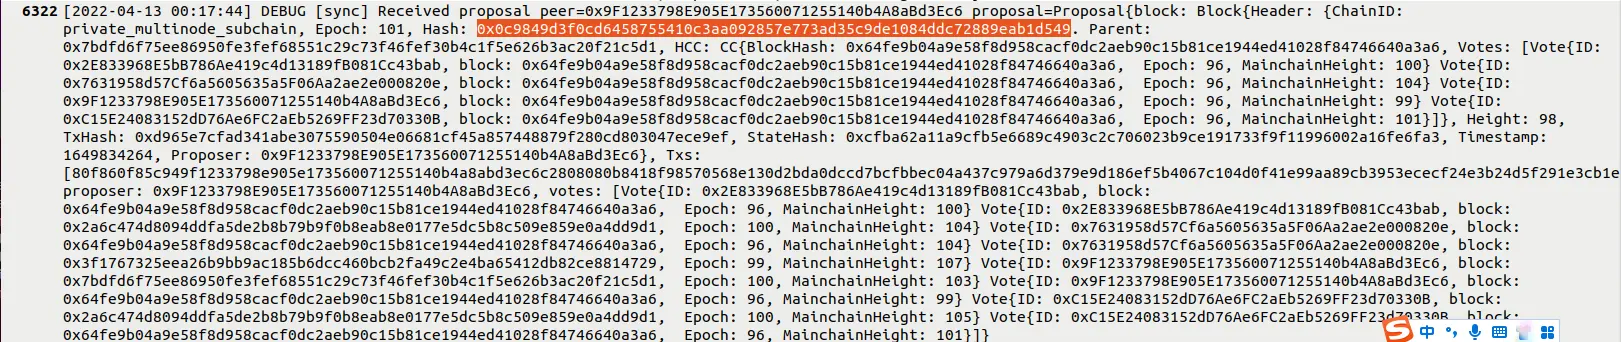 6322 [2022-04-13 00:17:44] DEBUG [sync] Received proposal peer=0x9F1233798E905E173560071255140b4A8aBd3Ec6 proposal=Proposal{block: Block{Header: {ChainID:
private_multinode_subchain, Epoch: 101, Hash: 0x0c9849d3f0cd6458755410c3aa092857e773ad35c9de1084ddc72889eab1d549. Parent:
0x7bdfd6f75ee86950fe3fef68551c29c73f46fef30b4c1f5e626b3ac20f21c5d1, HCC: CC{BlockHash: 0x64fe9b04a9e58f8d958cacf0dc2aeb90c15b81ce1944ed41028f84746640a3a6, Votes: [Vote{ID:
0x2E833968E5bB786Ae419c4d13189fB081Cc43bab, block: 0x64fe9b04a9e58f8d958cacf0dc2aeb90c15b81ce1944ed41028f84746640a3a6,  Epoch: 96, MainchainHeight: 100} Vote{ID:
0x7631958d57Cf6a5605635a5F06Aa2ae2e000820e, block: 0x64fe9b04a9e58f8d958cacf0dc2aeb90c15b81ce1944ed41028f84746640a3a6,  Epoch: 96, MainchainHeight: 104} Vote{ID:
0x9F1233798E905E173560071255140b4A8aBd3Ec6, block: 0x64fe9b04a9e58f8d958cacf0dc2aeb90c15b81ce1944ed41028f84746640a3a6,  Epoch: 96, MainchainHeight: 99} Vote{ID:
0xC15E24083152dD76Ae6FC2aEb5269FF23d70330B, block: 0x64fe9b04a9e58f8d958cacf0dc2aeb90c15b81ce1944ed41028f84746640a3a6,  Epoch: 96, MainchainHeight: 101}]}, Height: 98,
TxHash: 0xd965e7cfad341abe3075590504e06681cf45a857448879f280cd803047ece9ef, StateHash: 0xcfba62a11a9cfb5e6689c4903c2c706023b9ce191733f9f11996002a16fe6fa3, Timestamp:
1649834264, Proposer: 0x9F1233798E905E173560071255140b4A8aBd3Ec6}, Txs:
[80f860f85c949f1233798e905e173560071255140b4a8abd3ec6c2808080b8418f98570568e130d2bda0dccd7bcfbbec04a437c979a6d379e9d186ef5b4067c104d0f41e99aa89cb3953ececf24e3b24d5f291e3cb1e
proposer: 0x9F1233798E905E173560071255140b4A8aBd3Ec6, votes: [Vote{ID: 0x2E833968E5bB786Ae419c4d13189fB081Cc43bab, block:
0x64fe9b04a9e58f8d958cacf0dc2aeb90c15b81ce1944ed41028f84746640a3a6,  Epoch: 96, MainchainHeight: 100} Vote{ID: 0x2E833968E5bB786Ae419c4d13189fB081Cc43bab, block:
0x2a6c474d8094ddfa5de2b8b79b9f0b8eab8e0177e5dc5b8c509e859e0a4dd9d1,  Epoch: 100, MainchainHeight: 104} Vote{ID: 0x7631958d57Cf6a5605635a5F06Aa2ae2e000820e, block:
0x64fe9b04a9e58f8d958cacf0dc2aeb90c15b81ce1944ed41028f84746640a3a6,  Epoch: 96, MainchainHeight: 104} Vote{ID: 0x7631958d57Cf6a5605635a5F06Aa2ae2e000820e, block:
0x3f1767325eea26b9bb9ac185b6dcc460bcb2fa49c2e4ba65412db82ce8814729,  Epoch: 99, MainchainHeight: 107} Vote{ID: 0x9F1233798E905E173560071255140b4A8aBd3Ec6, block:
0x7bdfd6f75ee86950fe3fef68551c29c73f46fef30b4c1f5e626b3ac20f21c5d1,  Epoch: 100, MainchainHeight: 103} Vote{ID: 0x9F1233798E905E173560071255140b4A8aBd3Ec6, block:
0x64fe9b04a9e58f8d958cacf0dc2aeb90c15b81ce1944ed41028f84746640a3a6,  Epoch: 96, MainchainHeight: 99} Vote{ID: 0xC15E24083152dD76Ae6FC2aEb5269FF23d70330B, block:
0x2a6c474d8094ddfa5de2b8b79b9f0b8eab8e0177e5dc5b8c509e859e0a4dd9d1,  Epoch: 100, MainchainHeight: 105} Vote{ID: 0xC15E24083152dD76Ae6FC2aEb5269FF23d70330B, block:
0x64fe9b04a9e58f8d958cacf0dc2aeb90c15b81ce1944ed41028f84746640a3a6,  Epoch: 96, MainchainHeight: 101}]}
S 中